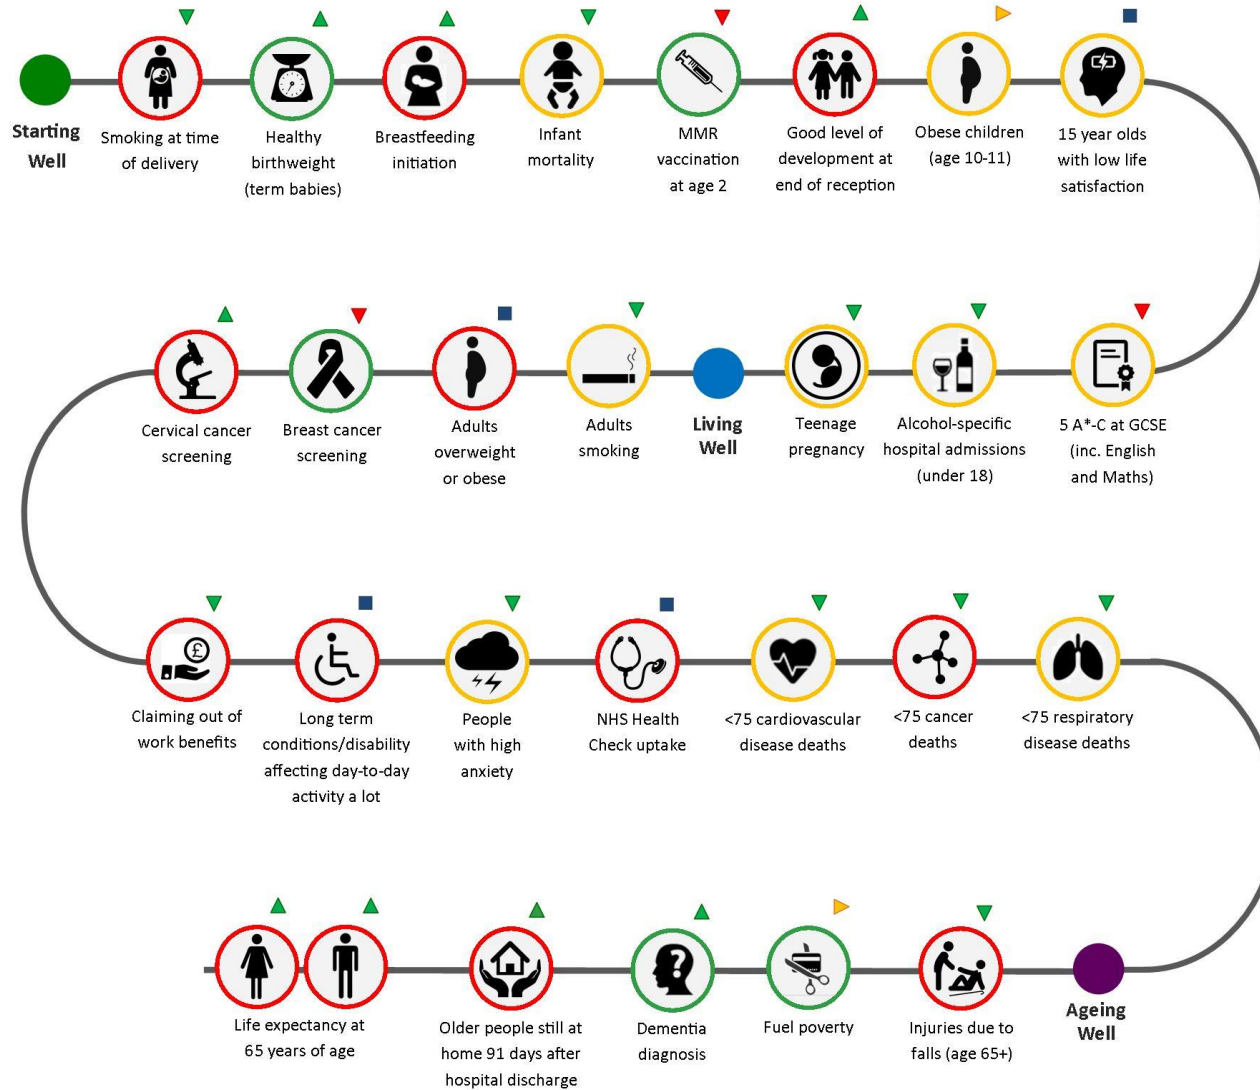 Starting
Well
Smoking at time
of delivery
Healthy
birthweight
(term babies)
Breastfeeding
initiation
Infant
mortality
MMR
vaccination
at age 2
Good level of
development at
end of reception
Obese children
(age 10-11)
15 year olds
with low life
satisfaction
5 A*-C at GCSE
(inc. English
and Maths)
Alcohol-specific
hospital admissions
(under 18)
Teenage
pregnancy
Living
Well
Adults
smoking
Adults
overweight
or obese
Breast cancer
screening
Cervical cancer
screening
£
Claiming out of
work benefits
Long term
conditions/disability
affecting day-to-day
activity a lot
People
with high
anxiety
NHS Health
Check uptake
<75 cardiovascular
disease deaths
<75 cancer
deaths
<75 respiratory
disease deaths
Ageing
Well
Injuries due to
falls (age 65+)
Fuel poverty
?
Dementia
diagnosis
Older people still at
home 91 days after
hospital discharge
Life expectancy at
65 years of age